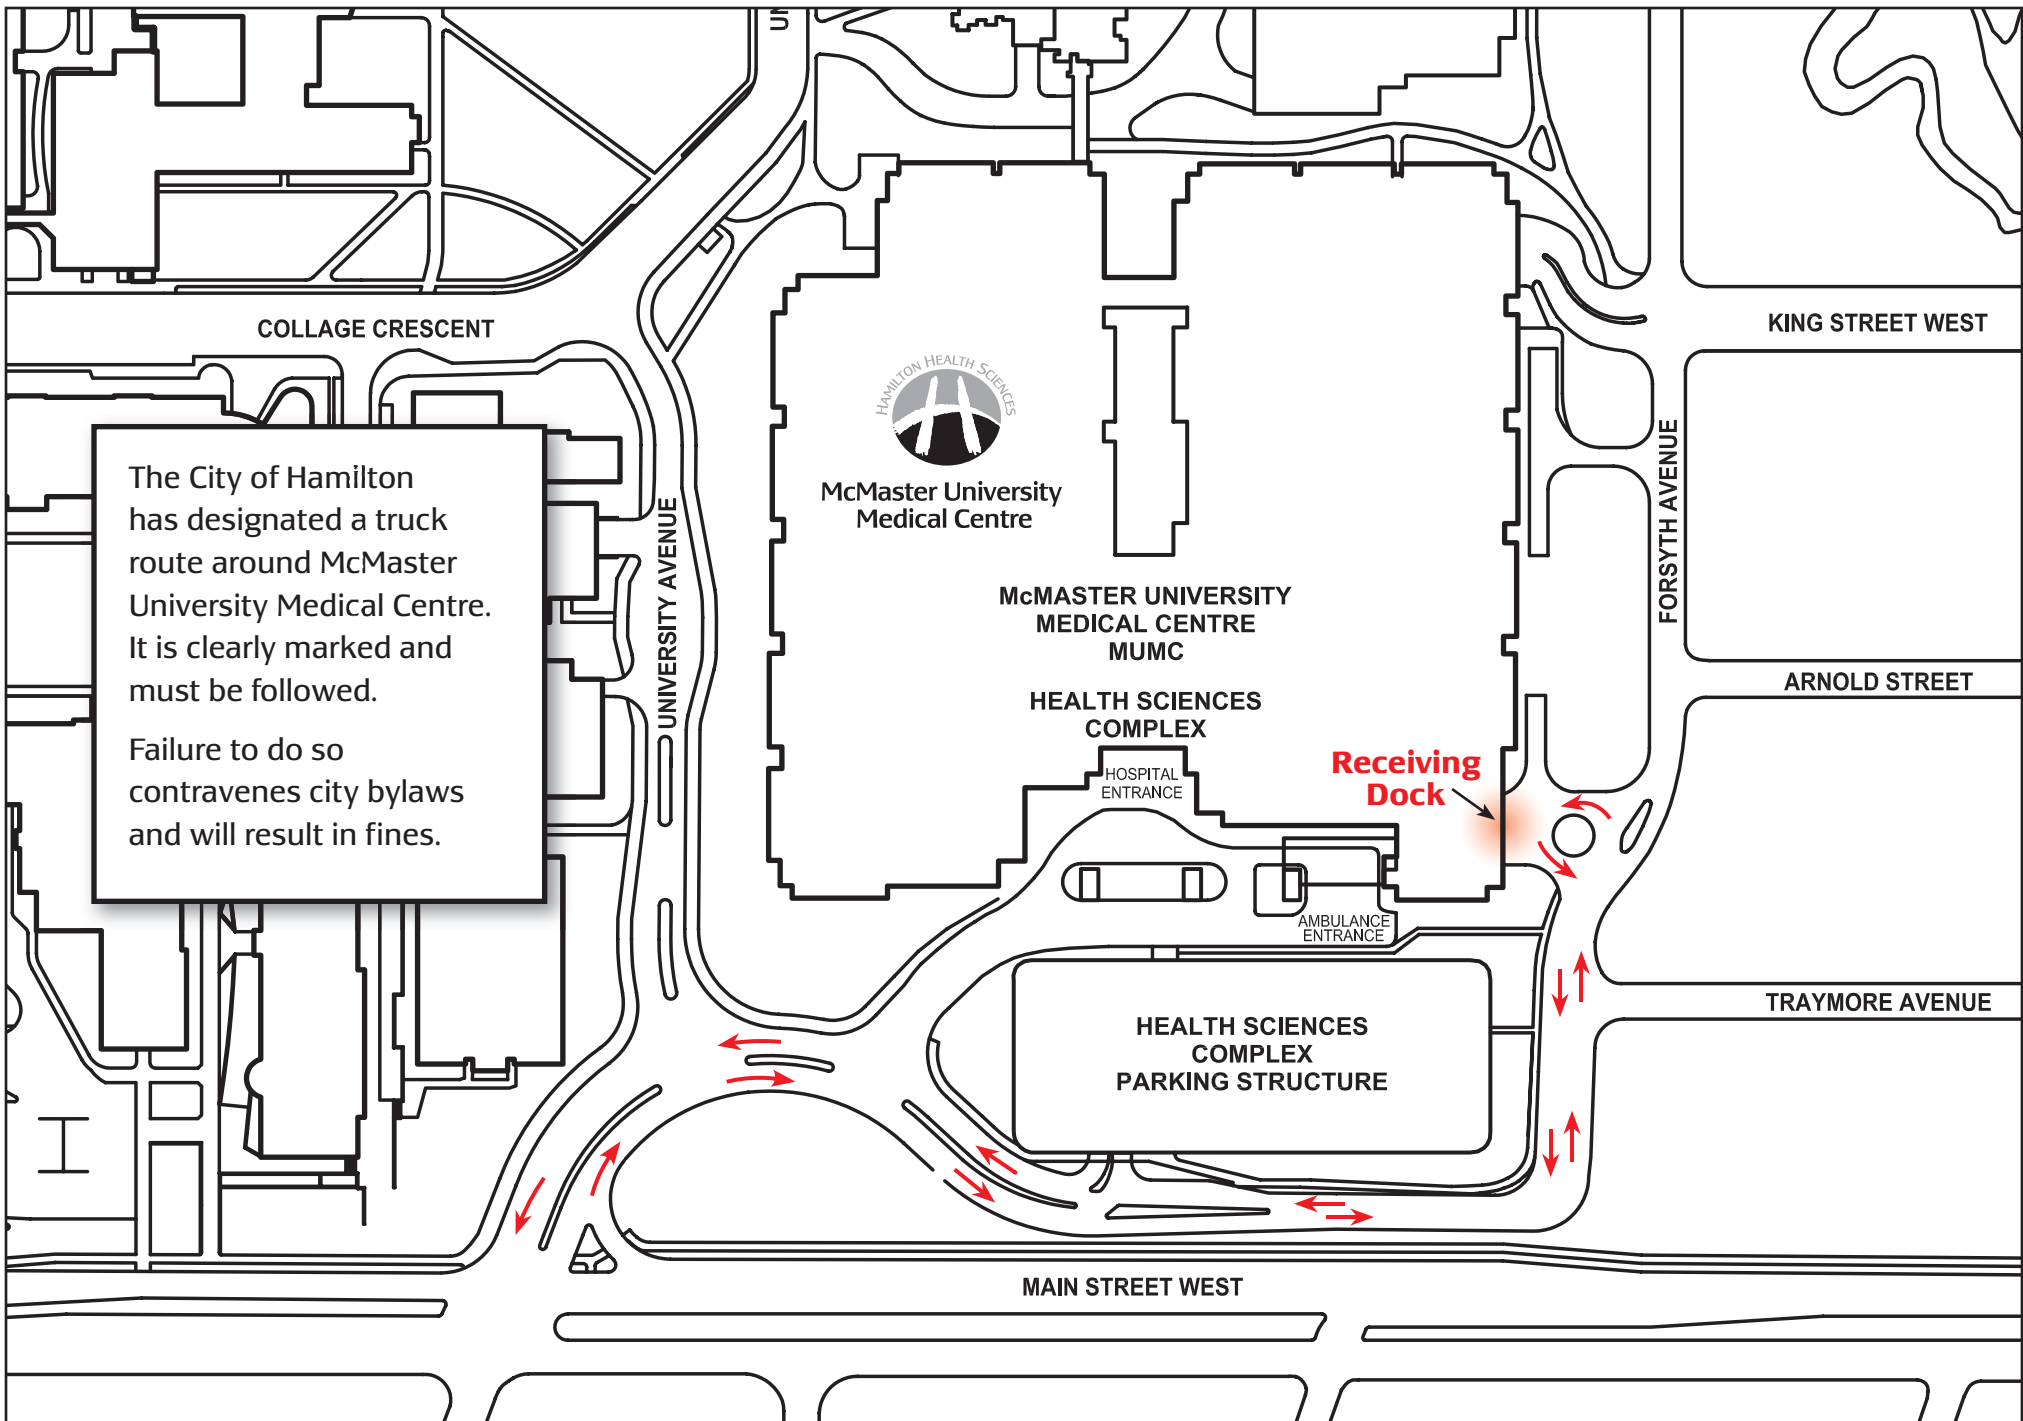 COLLAGE CRESCENT
KING STREET WEST
HAMILTON HEALTH SCIENCES
McMaster University
Medical Centre
The City of Hamilton
has designated a truck
route around McMaster
University Medical Centre.
It is clearly marked and
must be followed.
Failure to do so
contravenes city bylaws
and will result in fines.
UNIVERSITY AVENUE
FORSYTH AVENUE
McMASTER UNIVERSITY
MEDICAL CENTRE
MUMC
HEALTH SCIENCES
COMPLEX
ARNOLD STREET
HOSPITAL
ENTRANCE
Receiving
Dock
AMBULANCE
ENTRANCE
TRAYMORE AVENUE
HEALTH SCIENCES
COMPLEX
PARKING STRUCTURE
MAIN STREET WEST